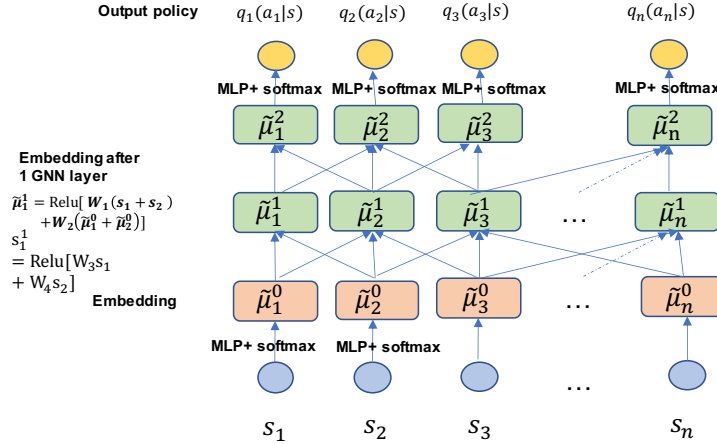 Output policy q₁(a₁|s) q₂(a₂|s) q₃(a₃|s) qₙ(aₙ|s)
MLP+ softmax MLP+ softmax MLP+ softmax MLP+ softmax
μ̃₁² μ̃₂² μ̃₃² μ̃ₙ²
Embedding after
1 GNN layer
μ̃₁¹ = Relu[ W₁(s₁ + s₂)
+W₂(μ̃₁⁰ + μ̃₂⁰)]
s₁¹
= Relu[W₃s₁
+ W₄s₂]
μ̃₁¹ μ̃₂¹ μ̃₃¹ ... μ̃ₙ¹
Embedding
μ̃₁⁰ μ̃₂⁰ μ̃₃⁰ ... μ̃ₙ⁰
MLP+ softmax MLP+ softmax
...
s₁ s₂ s₃ sₙ